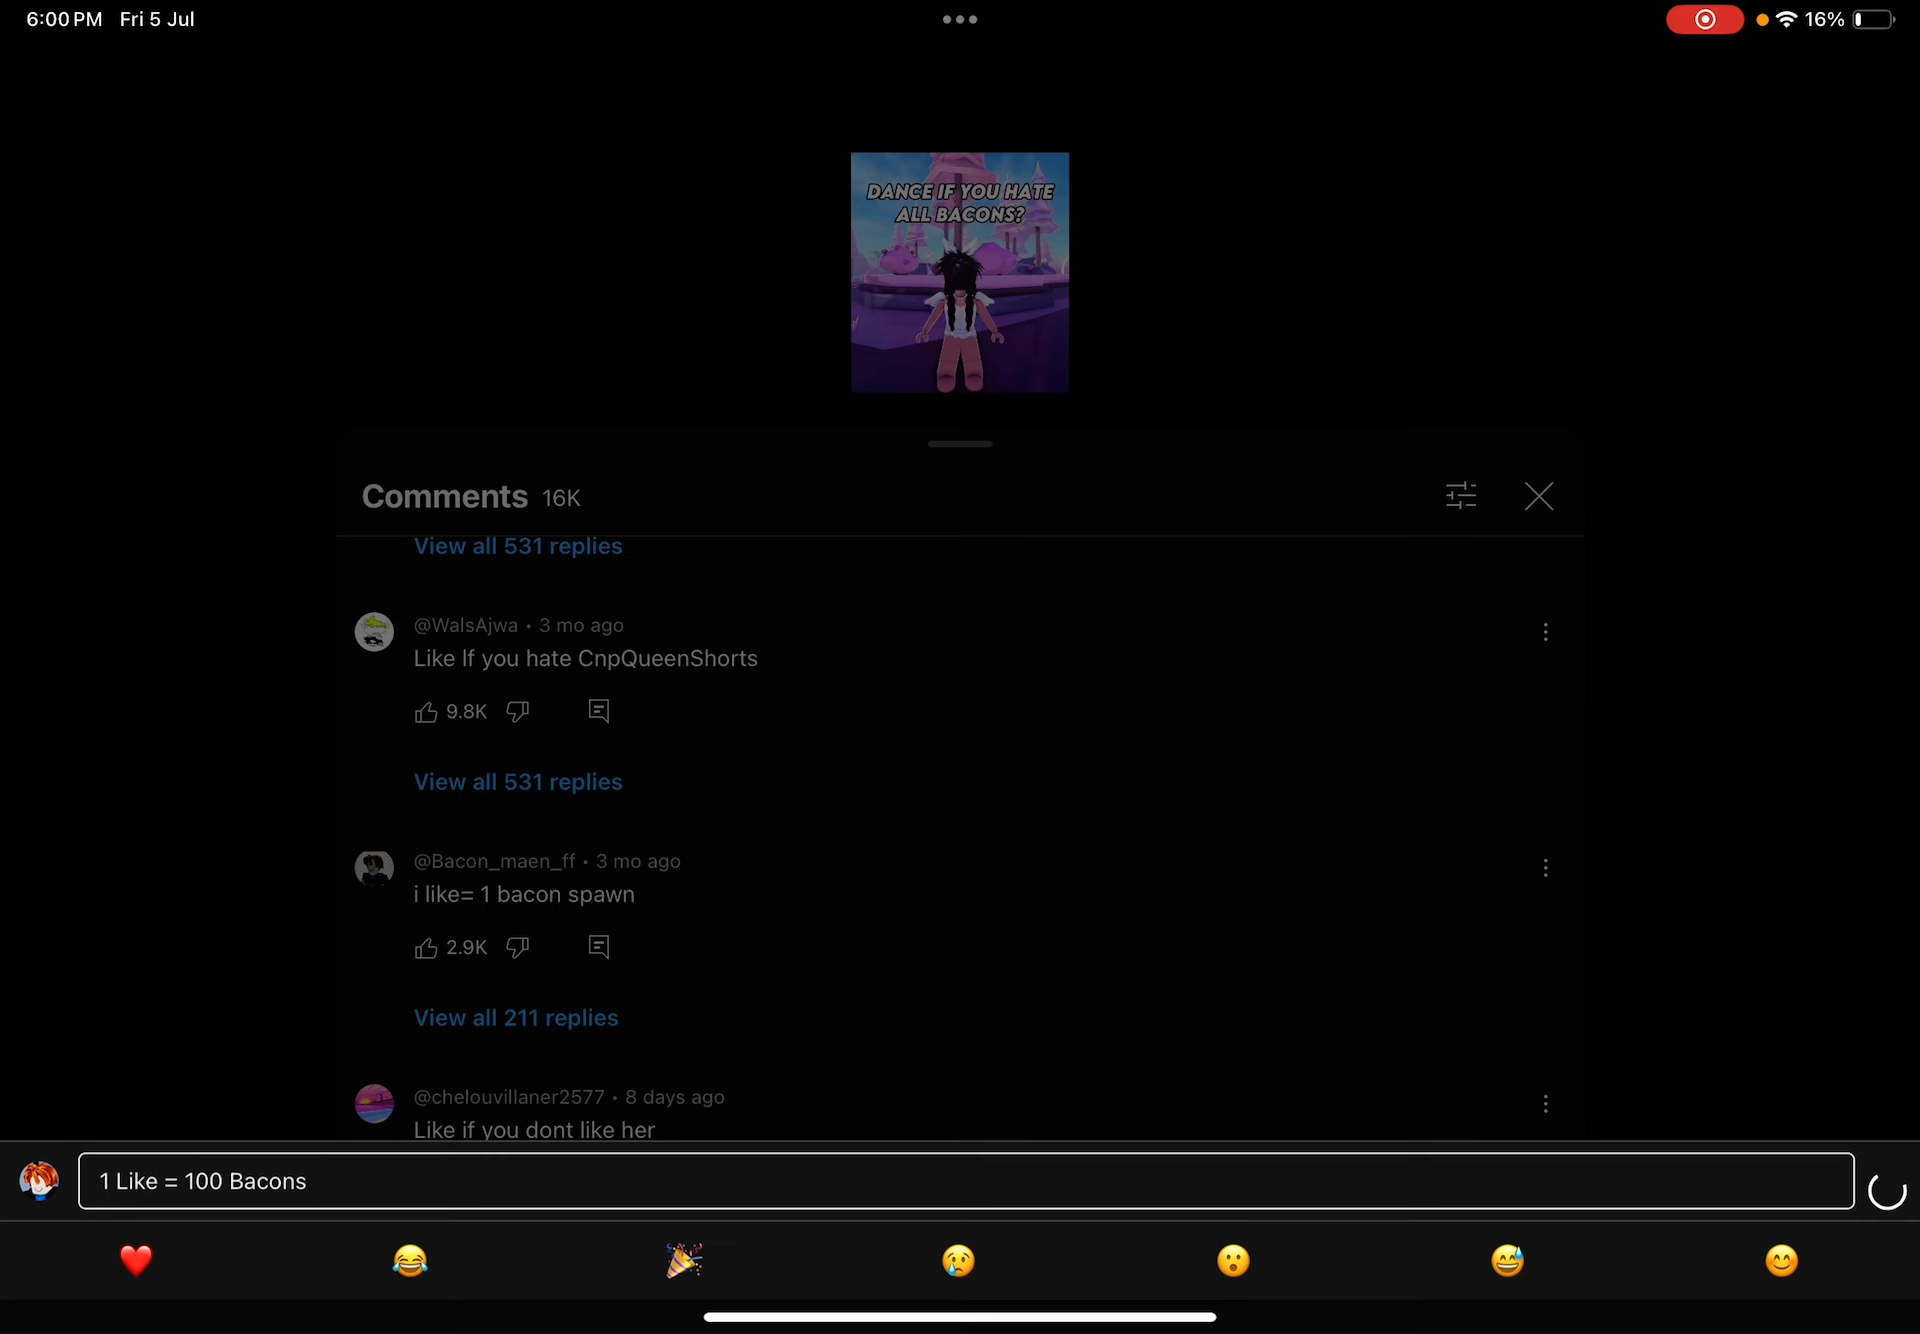 6:00 PM Fri 5 Jul
16%
DANCE IF YOU HATE
ALL BACONS?
Comments 16K
View all 531 replies
@WalsAjwa • 3 mo ago
Like If you hate CnpQueenShorts
9.8K
View all 531 replies
@Bacon_maen_ff • 3 mo ago
i like= 1 bacon spawn
2.9K
View all 211 replies
@chelouvillaner2577 • 8 days ago
Like if you dont like her
1 Like = 100 Bacons